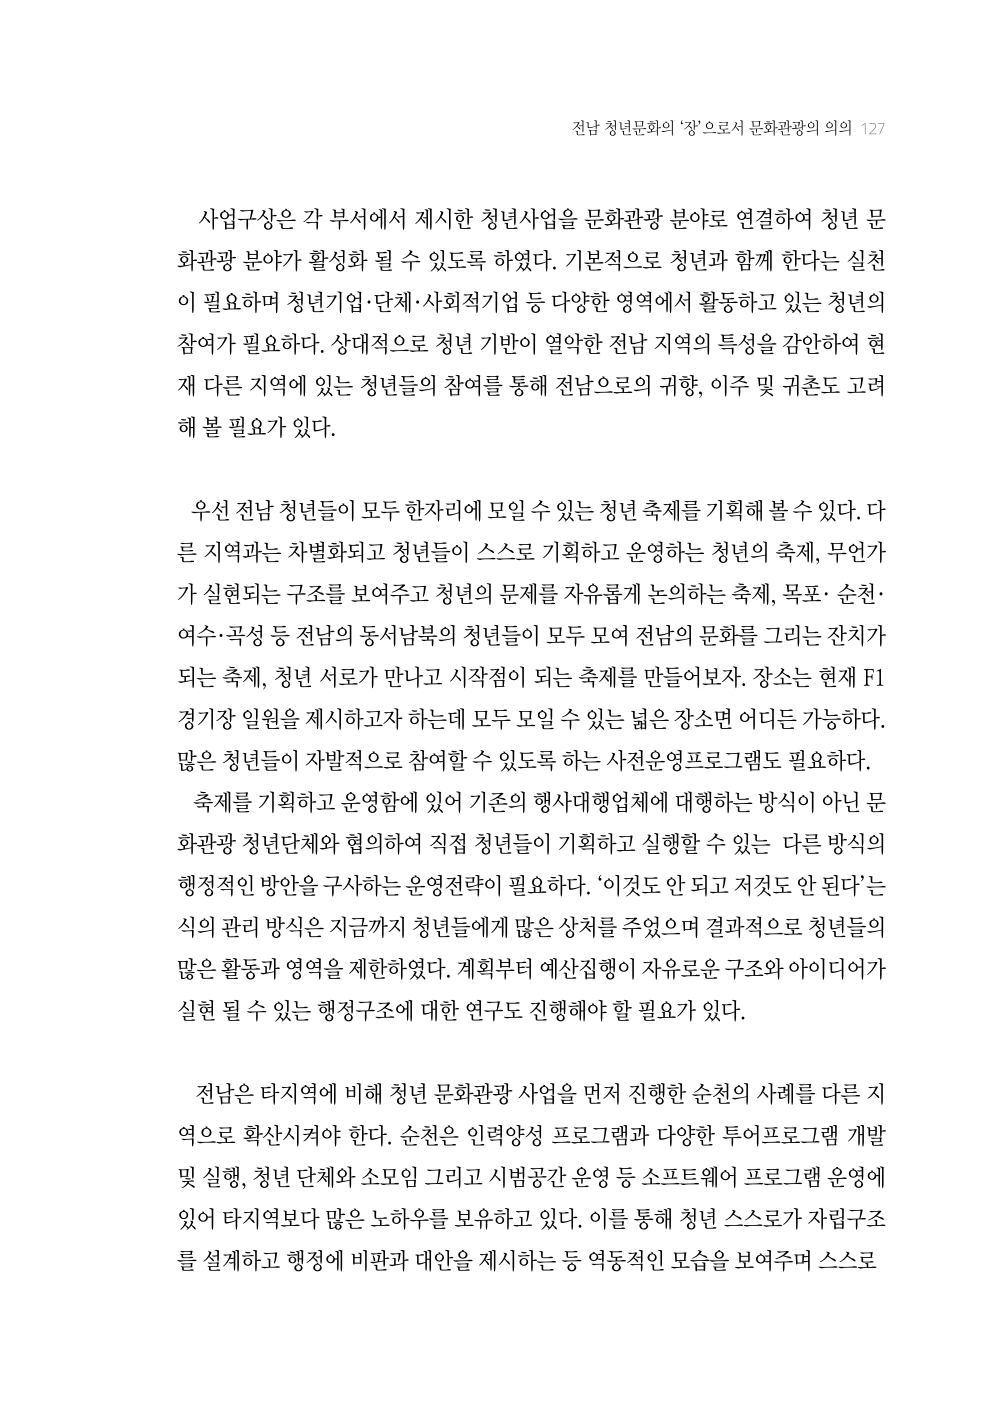 전남 청년문화의 ‘장’으로서 문화관광의 의의 127
사업구상은 각 부서에서 제시한 청년사업을 문화관광 분야로 연결하여 청년 문
화관광 분야가 활성화 될 수 있도록 하였다. 기본적으로 청년과 함께 한다는 실천
이 필요하며 청년기업·단체·사회적기업 등 다양한 영역에서 활동하고 있는 청년의
참여가 필요하다. 상대적으로 청년 기반이 열악한 전남 지역의 특성을 감안하여 현
재 다른 지역에 있는 청년들의 참여를 통해 전남으로의 귀향, 이주 및 귀촌도 고려
해 볼 필요가 있다.
우선 전남 청년들이 모두 한자리에 모일 수 있는 청년 축제를 기획해 볼 수 있다. 다
른 지역과는 차별화되고 청년들이 스스로 기획하고 운영하는 청년의 축제, 무언가
가 실현되는 구조를 보여주고 청년의 문제를 자유롭게 논의하는 축제, 목포· 순천·
여수·곡성 등 전남의 동서남북의 청년들이 모두 모여 전남의 문화를 그리는 잔치가
되는 축제, 청년 서로가 만나고 시작점이 되는 축제를 만들어보자. 장소는 현재 F1
경기장 일원을 제시하고자 하는데 모두 모일 수 있는 넓은 장소면 어디든 가능하다.
많은 청년들이 자발적으로 참여할 수 있도록 하는 사전운영프로그램도 필요하다.
축제를 기획하고 운영함에 있어 기존의 행사대행업체에 대행하는 방식이 아닌 문
화관광 청년단체와 협의하여 직접 청년들이 기획하고 실행할 수 있는 다른 방식의
행정적인 방안을 구사하는 운영전략이 필요하다. ‘이것도 안 되고 저것도 안 된다’는
식의 관리 방식은 지금까지 청년들에게 많은 상처를 주었으며 결과적으로 청년들의
많은 활동과 영역을 제한하였다. 계획부터 예산집행이 자유로운 구조와 아이디어가
실현 될 수 있는 행정구조에 대한 연구도 진행해야 할 필요가 있다.
전남은 타지역에 비해 청년 문화관광 사업을 먼저 진행한 순천의 사례를 다른 지
역으로 확산시켜야 한다. 순천은 인력양성 프로그램과 다양한 투어프로그램 개발
및 실행, 청년 단체와 소모임 그리고 시범공간 운영 등 소프트웨어 프로그램 운영에
있어 타지역보다 많은 노하우를 보유하고 있다. 이를 통해 청년 스스로가 자립구조
를 설계하고 행정에 비판과 대안을 제시하는 등 역동적인 모습을 보여주며 스스로